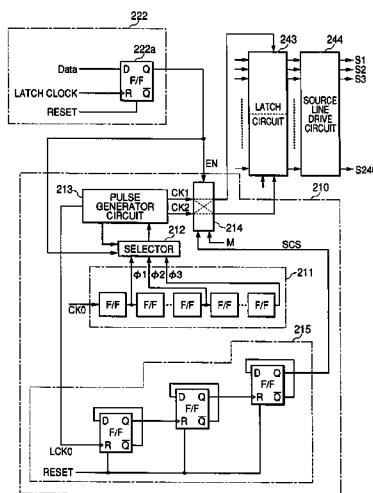 222
222a
Data
D Q
F/F
R Q
LATCH CLOCK
RESET
243
244
LATCH
CIRCUIT
SOURCE
LINE
DRIVE
CIRCUIT
S1
S2
S3
S240
EN
210
213
PULSE
GENERATOR
CIRCUIT
CK1
CK2
214
212
SELECTOR
M
SCS
ϕ1 ϕ2 ϕ3
211
CK0
F/F F/F F/F F/F F/F
215
D Q
F/F
R Q
D Q
F/F
R Q
D Q
F/F
R Q
LCK0
RESET